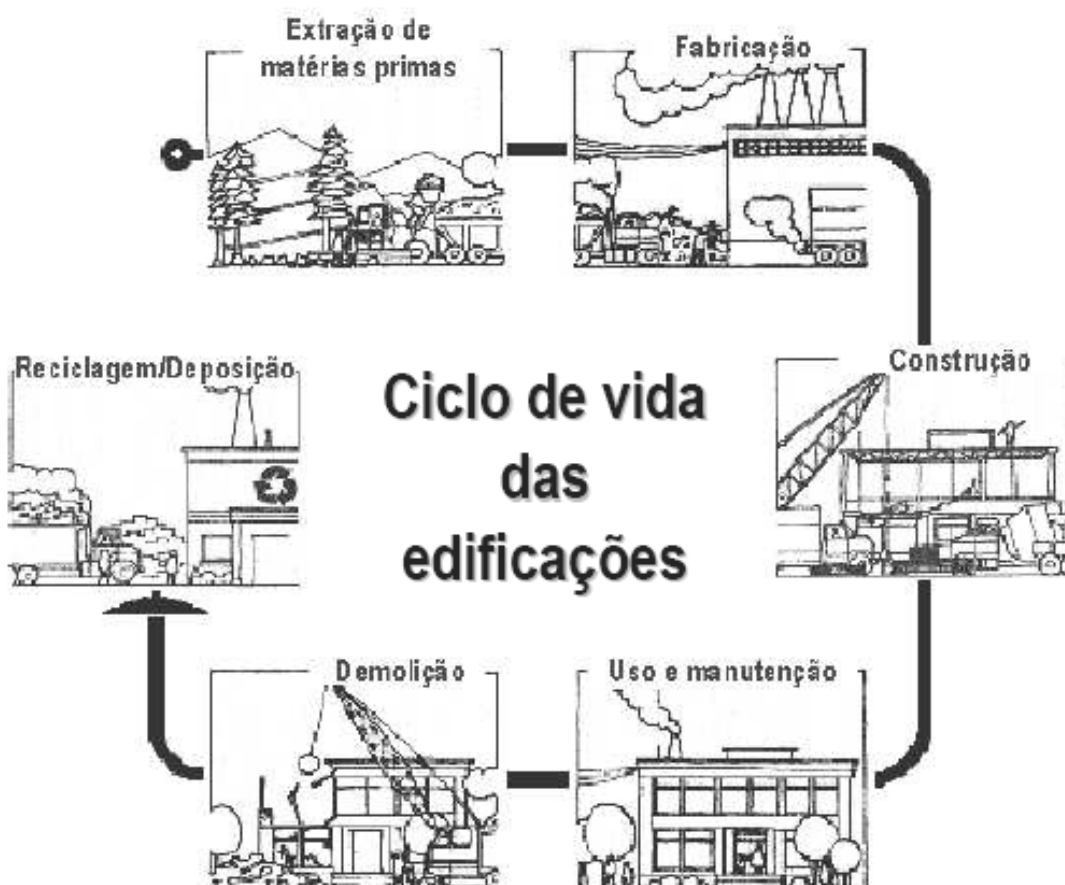 Extração de
matérias primas
Fabricação
Construção
Uso e manutenção
Demolição
Reciclagem/Deposição
Ciclo de vida
das
edificações